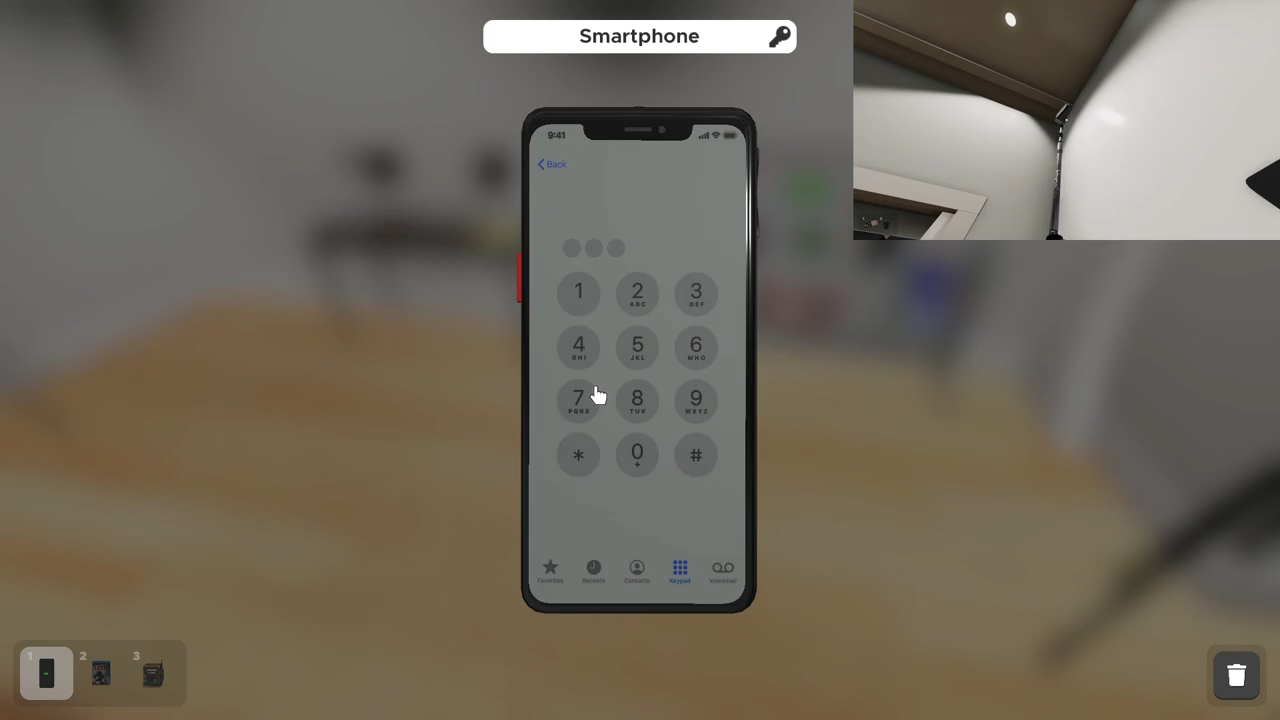 Smartphone
9:41
Back
1
2
ABC
3
DEF
4
GHI
5
JKL
6
MNO
7
PQRS
8
TUV
9
WXYZ
*
0
+
#
Favorites
Recents
Contacts
Keypad
Voicemail
1
2
3